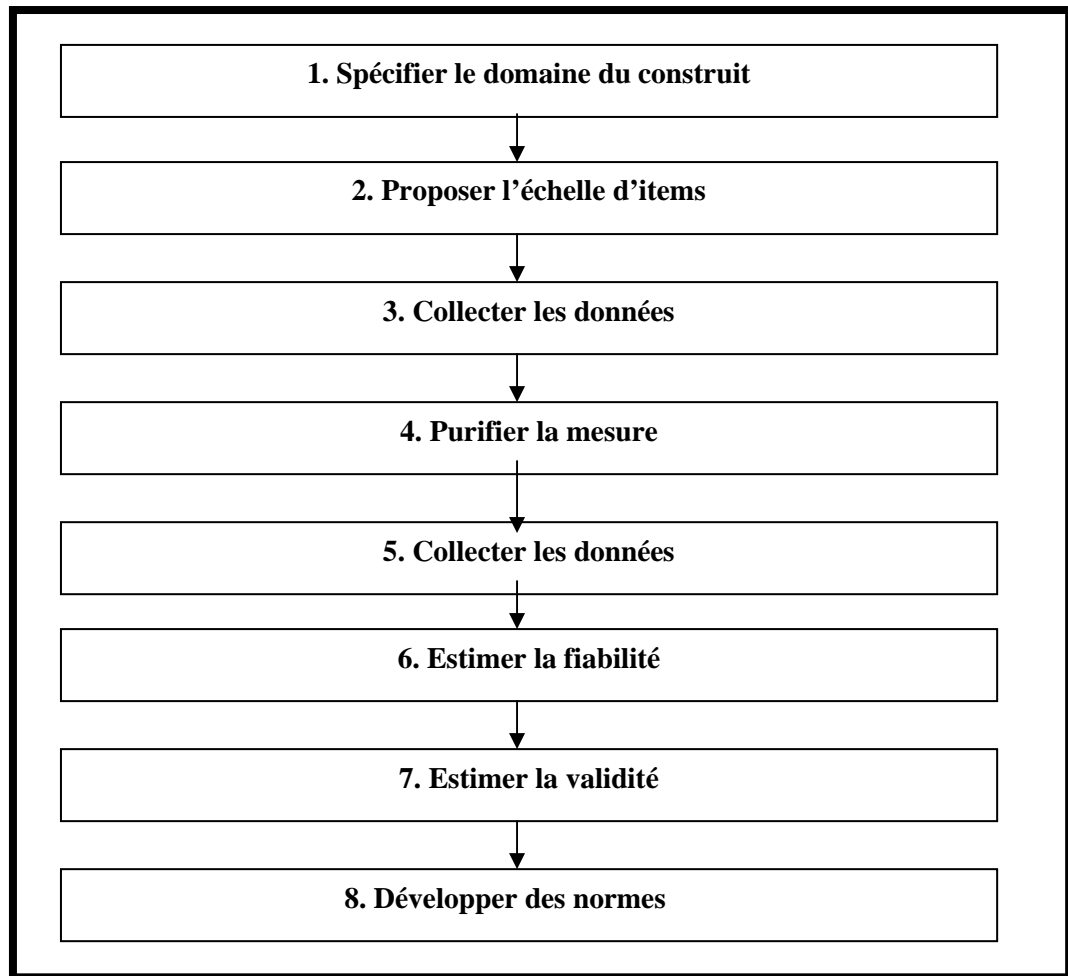 1. Spécifier le domaine du construit
2. Proposer l’échelle d’items
3. Collecter les données
4. Purifier la mesure
5. Collecter les données
6. Estimer la fiabilité
7. Estimer la validité
8. Développer des normes